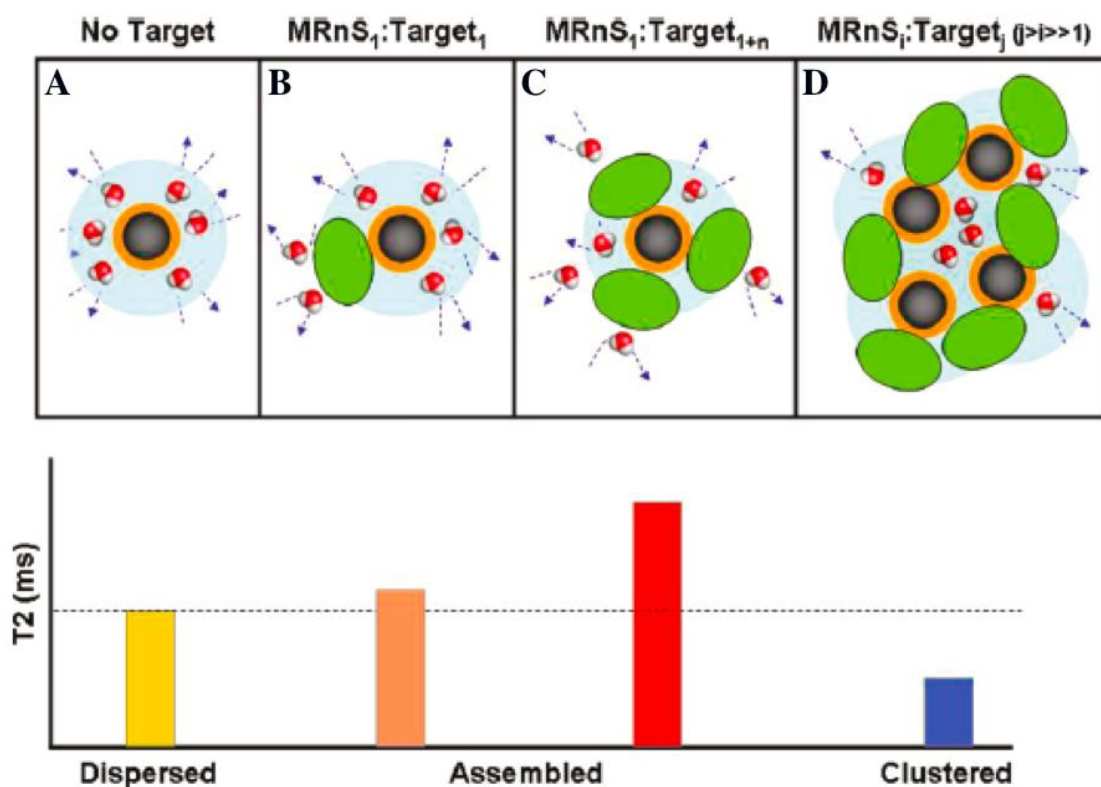 No Target MRnS₁:Target₁ MRnS₁:Target₁₊ₙ MRnSᵢ:Targetⱼ (j>i>>1)
A B C D
T2 (ms)
Dispersed Assembled Clustered